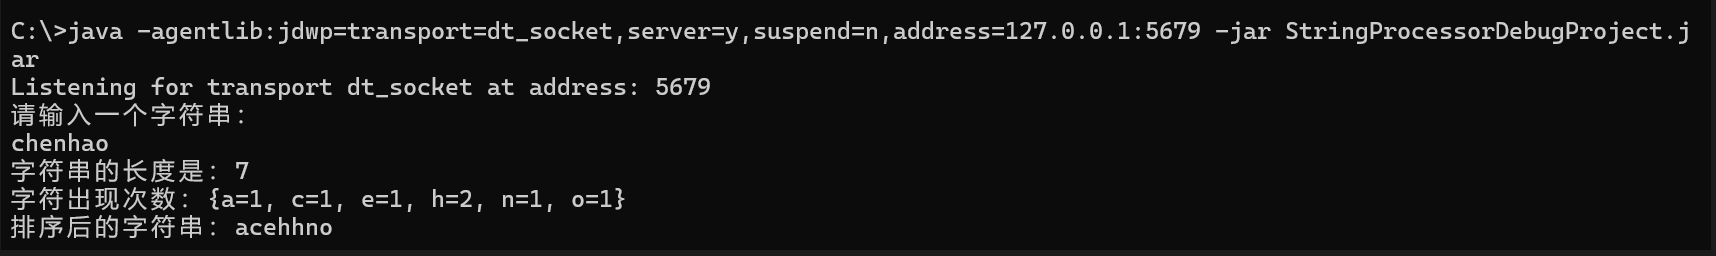 C:\>java -agentlib:jdwp=transport=dt_socket,server=y,suspend=n,address=127.0.0.1:5679 -jar StringProcessorDebugProject.j
ar
Listening for transport dt_socket at address: 5679
请输入一个字符串:
chenhao
字符串的长度是: 7
字符出现次数: {a=1, c=1, e=1, h=2, n=1, o=1}
排序后的字符串: acehhno